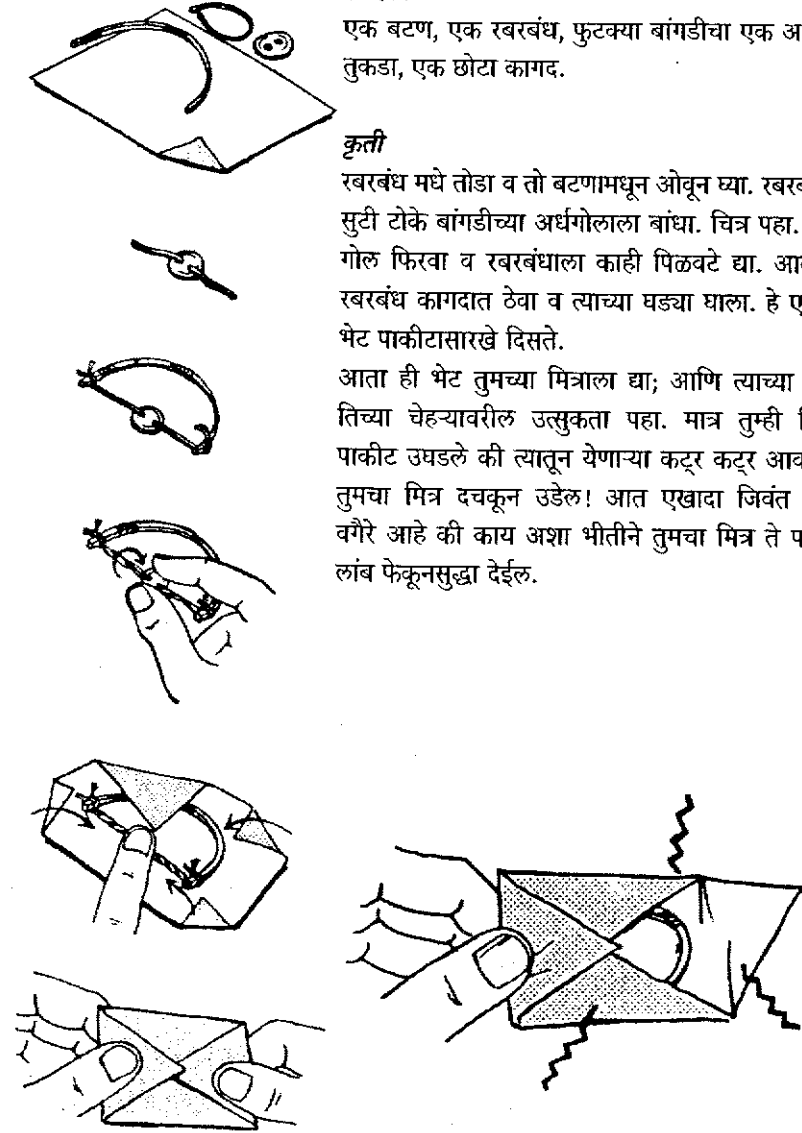 एक बटण, एक रबरबंध, फुटक्या बांगडीचा एक अ
तुकडा, एक छोटा कागद.
कृती
रबरबंध मधे तोडा व तो बटणामधून ओवून घ्या. रबरब
सुटी टोके बांगडीच्या अर्धगोलाला बांधा. चित्र पहा.
गोल फिरवा व रबरबंधाला काही पिळवटे द्या. आ
रबरबंध कागदात ठेवा व त्याच्या घड्या घाला. हे ए
भेट पाकीटासारखे दिसते.
आता ही भेट तुमच्या मित्राला द्या; आणि त्याच्या
तिच्या चेहऱ्यावरील उत्सुकता पहा. मात्र तुम्ही
पाकीट उघडले की त्यातून येणाऱ्या कट्र कट्र आव
तुमचा मित्र दचकून उडेल! आत एखादा जिवंत
वगैरे आहे की काय अशा भीतीने तुमचा मित्र ते प
लांब फेकूनसुद्धा देईल.